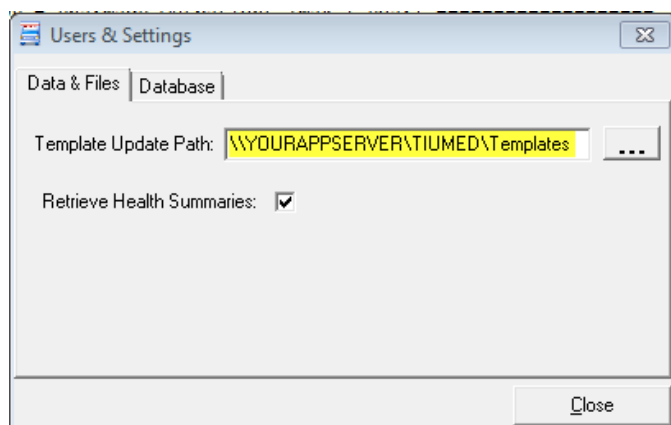 Users & Settings
Data & Files Database
Template Update Path: \\YOURAPPSERVER\TIUMED\Templates ...
Retrieve Health Summaries:
Close